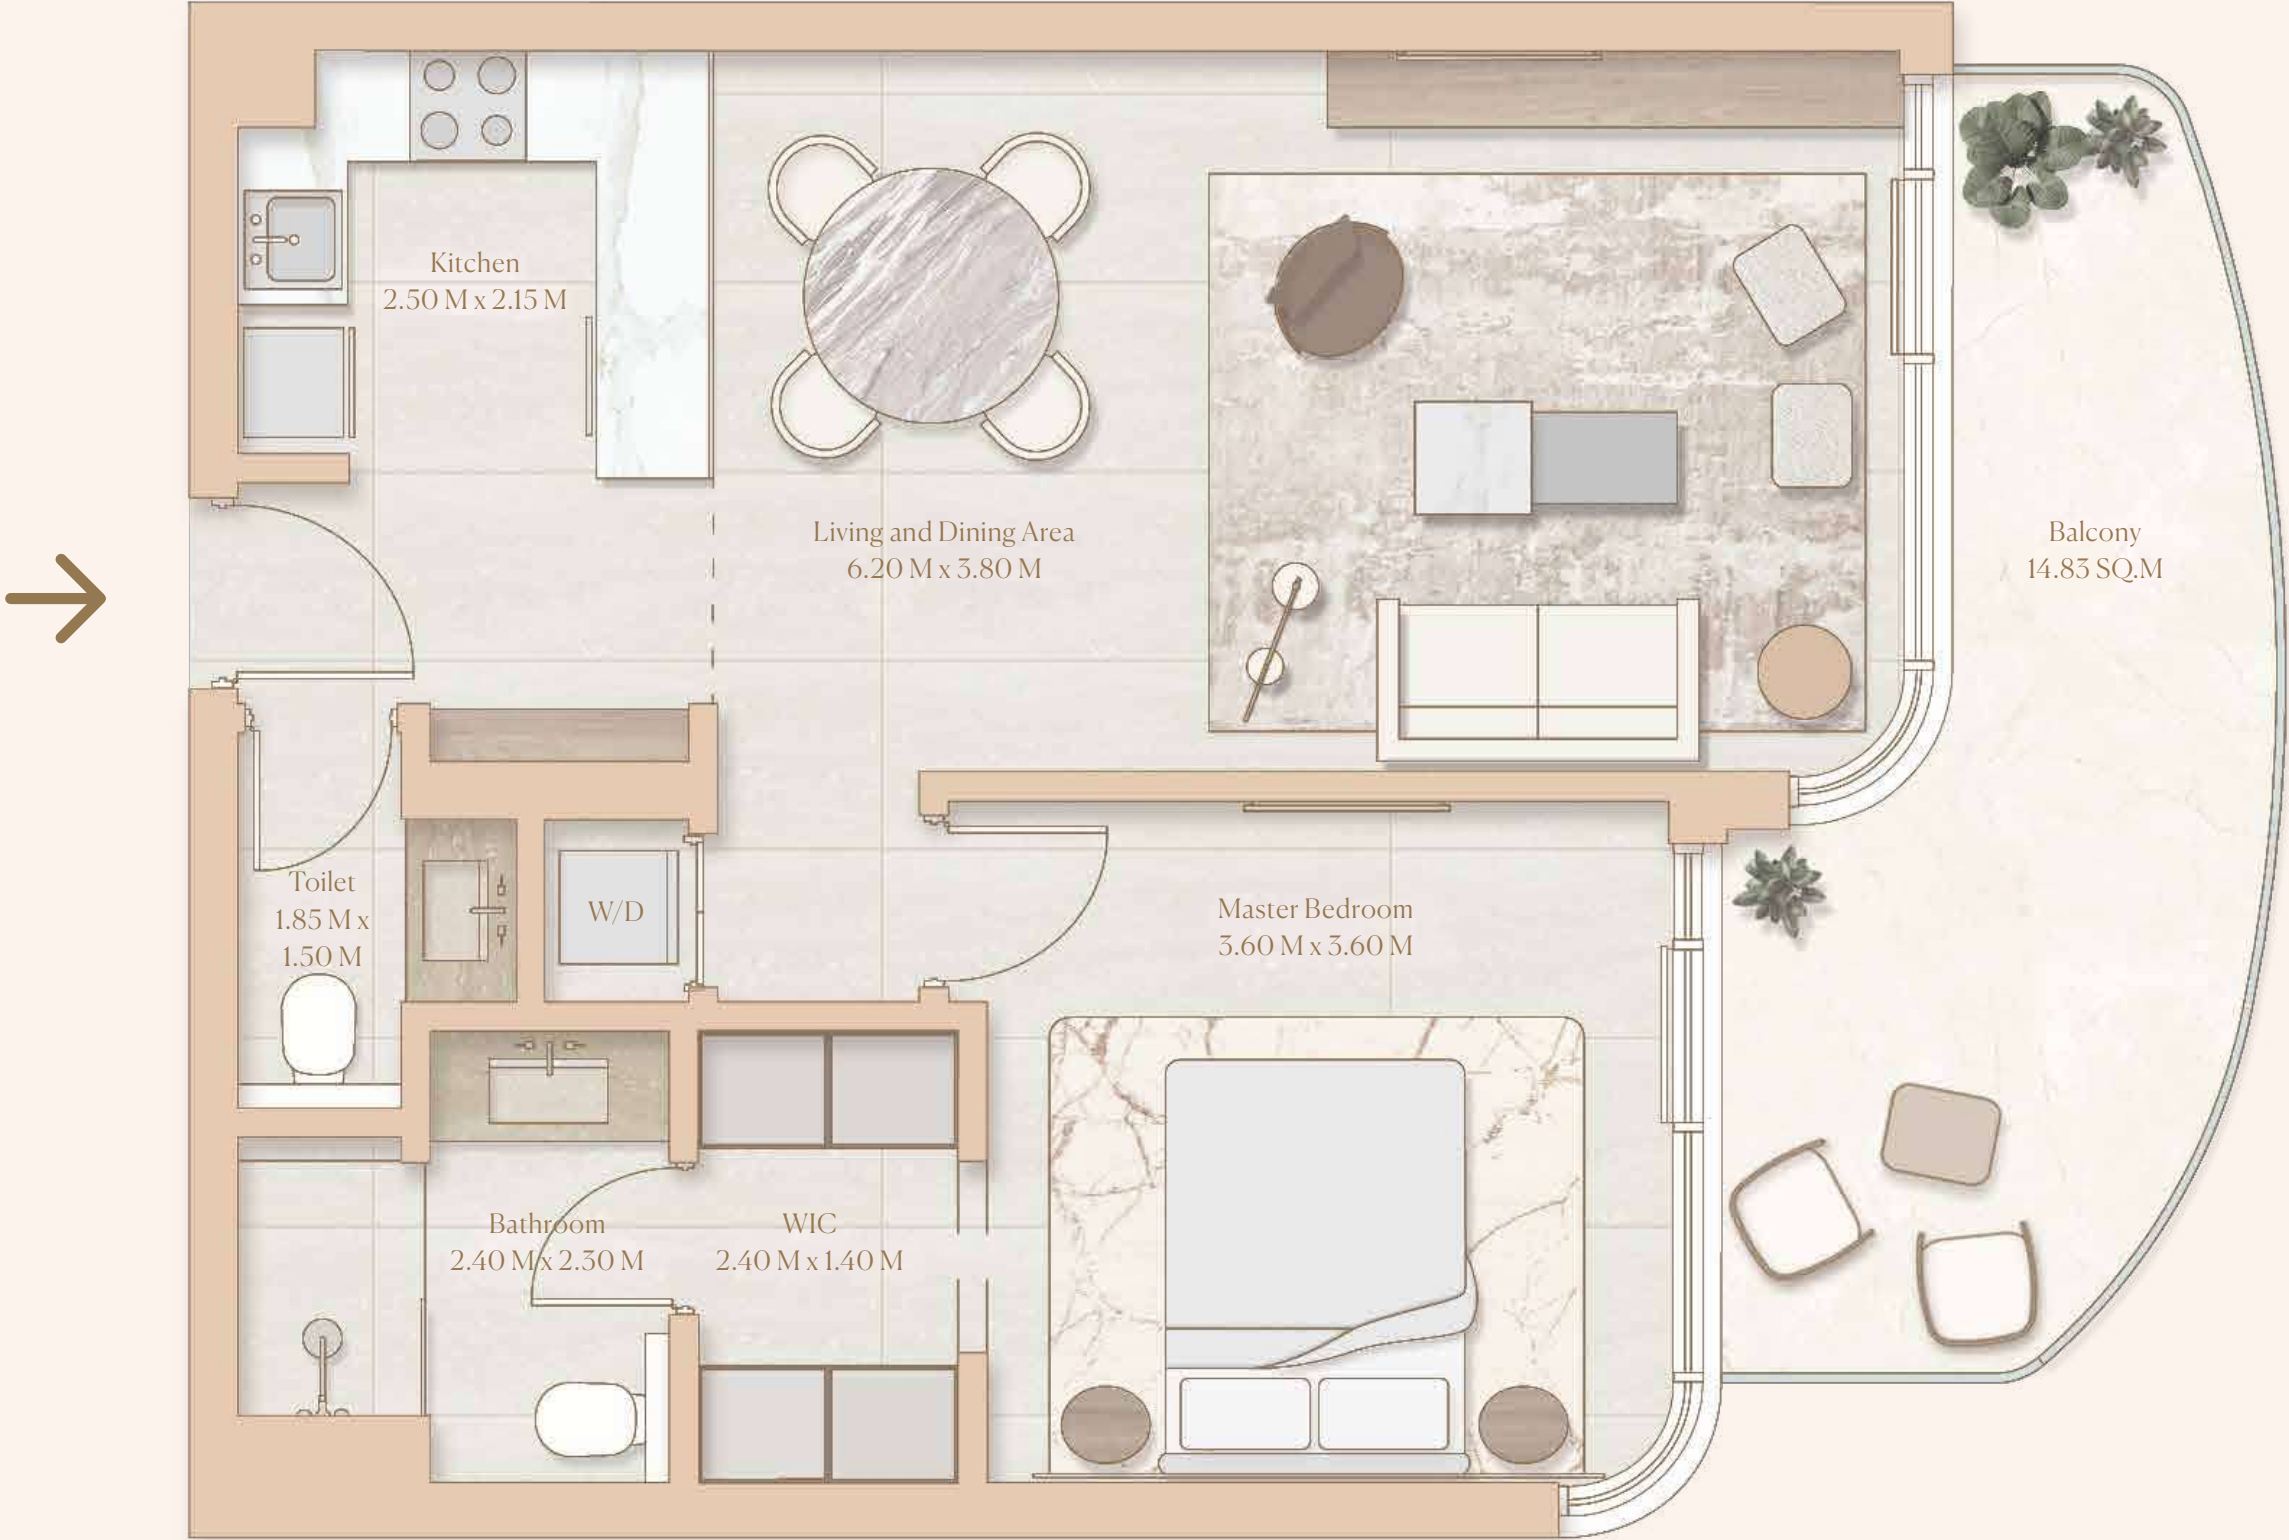 Kitchen
2.50 M x 2.15 M
Living and Dining Area
6.20 M x 3.80 M
Balcony
14.83 SQ.M
Toilet
1.85 M x
1.50 M
W/D
Master Bedroom
3.60 M x 3.60 M
Bathroom
2.40 M x 2.30 M
WIC
2.40 M x 1.40 M